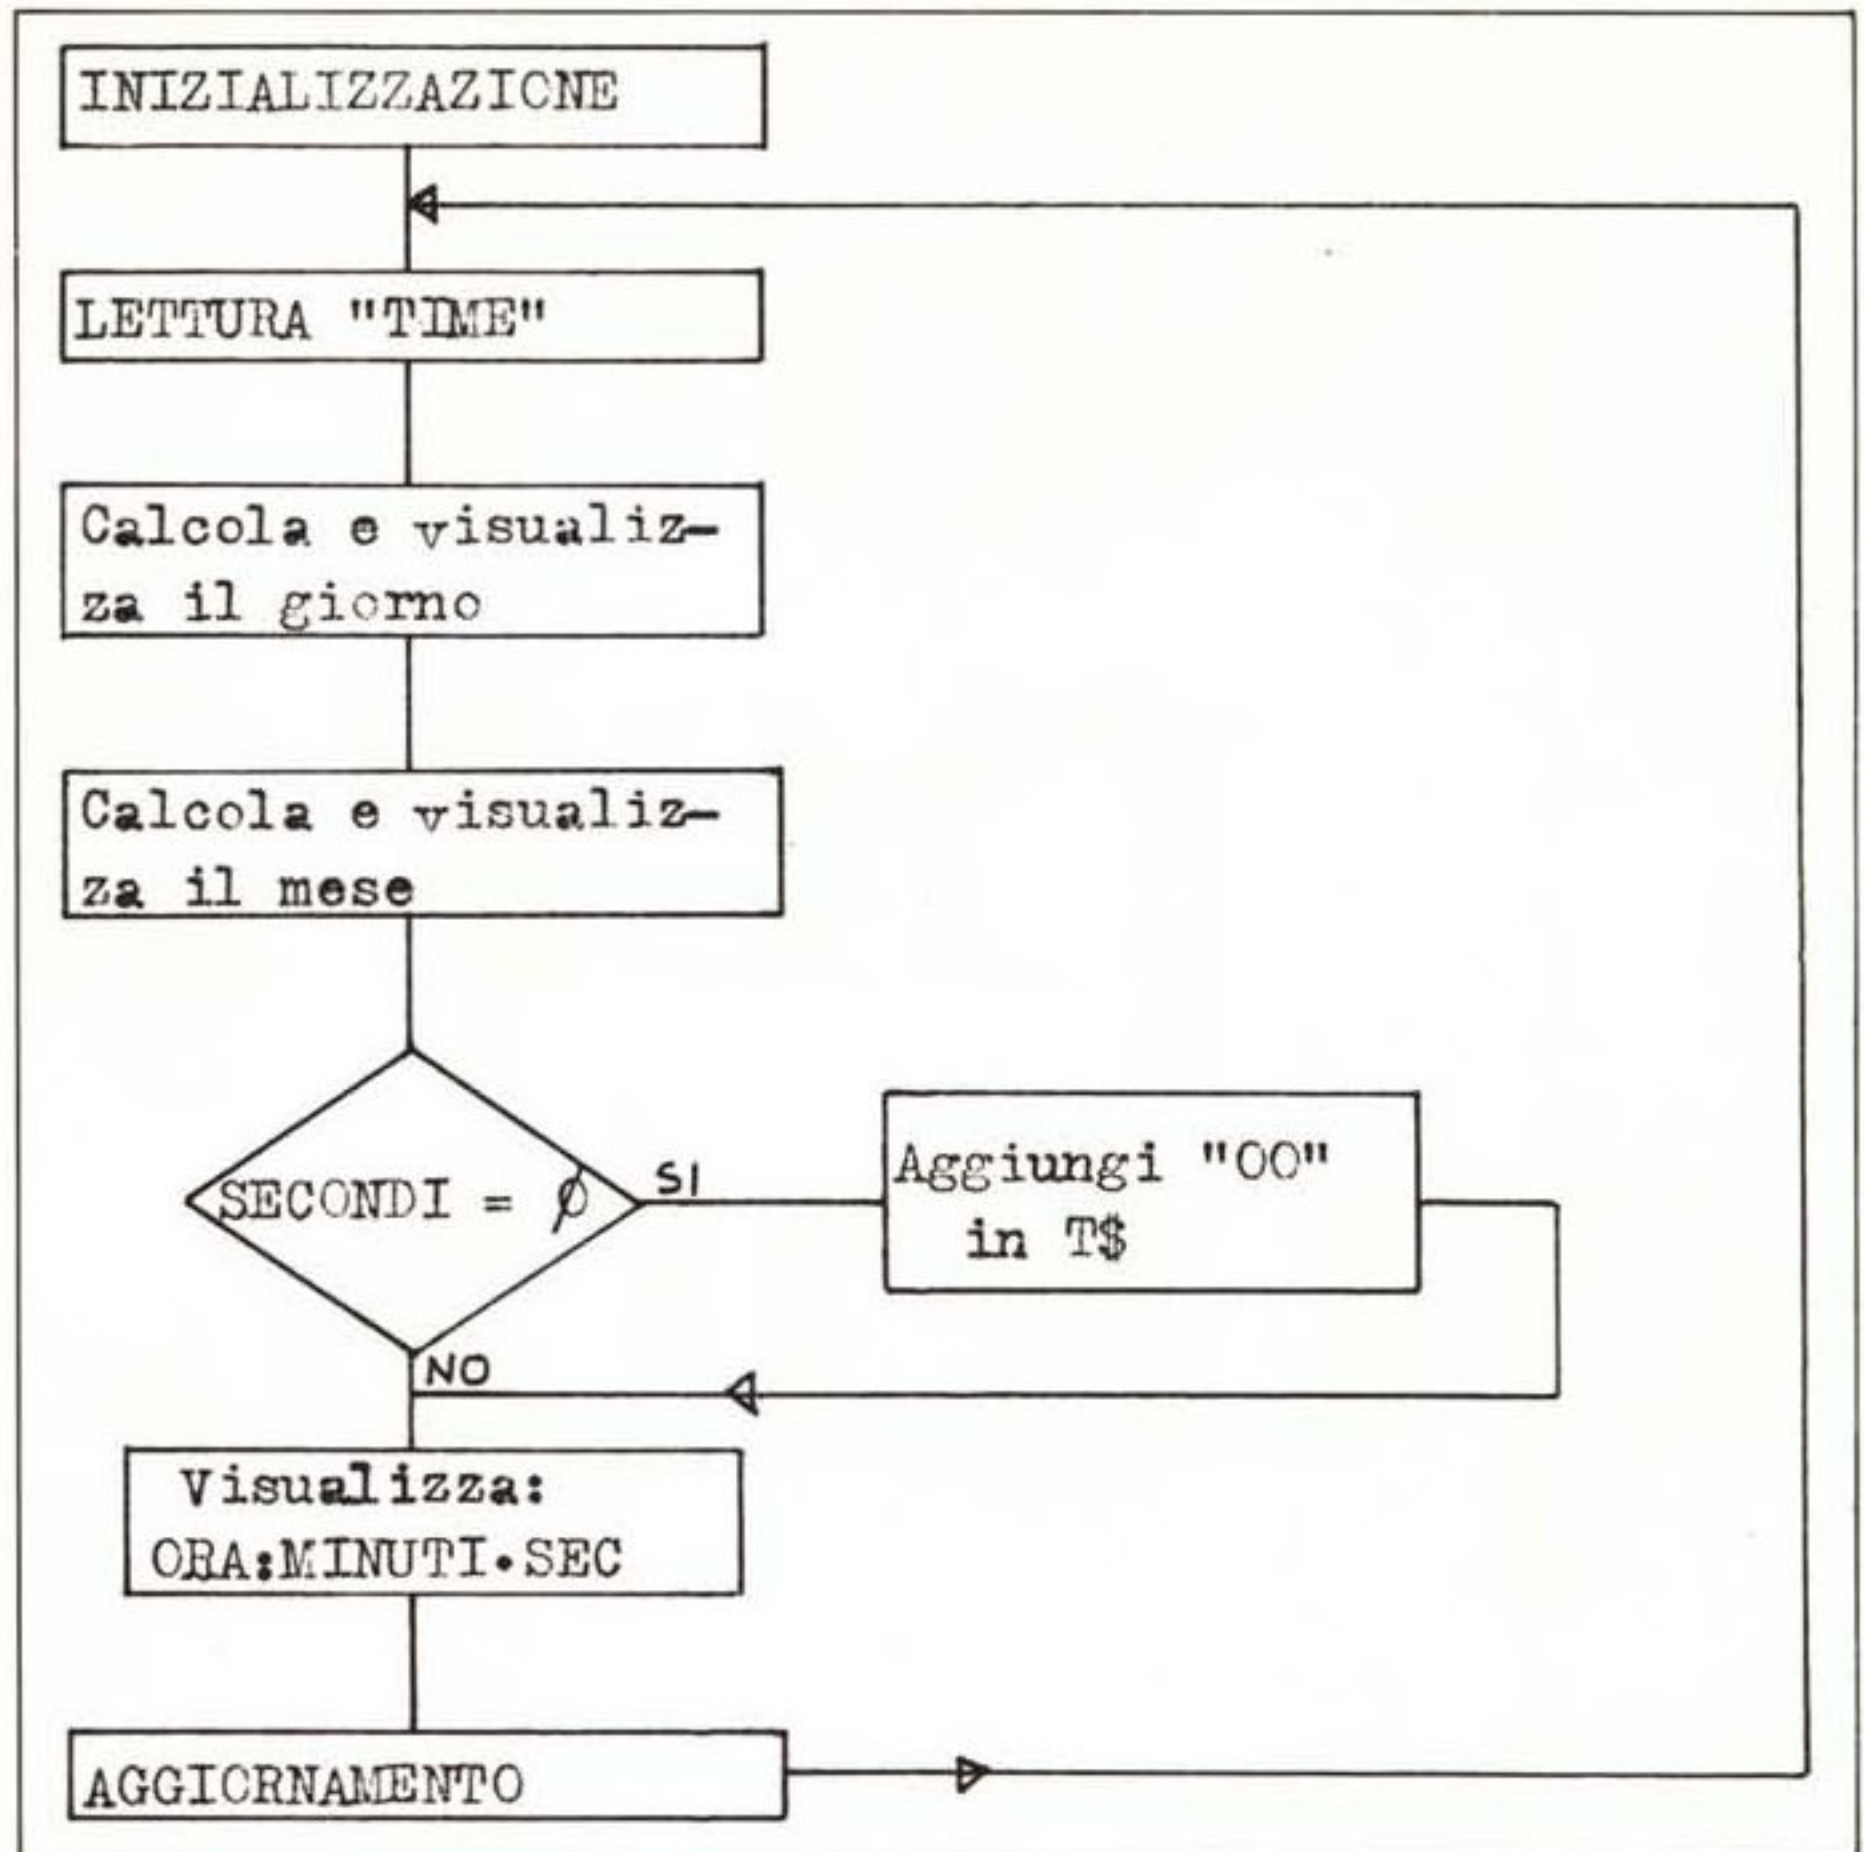 INIZIALIZZAZIONE
LETTURA "TIME"
Calcola e visualiz-
za il giorno
Calcola e visualiz-
za il mese
SECONDI = Ø
SI
Aggiungi "00"
in T$
NO
Visualizza:
ORA:MINUTI.SEC
AGGIORNAMENTO